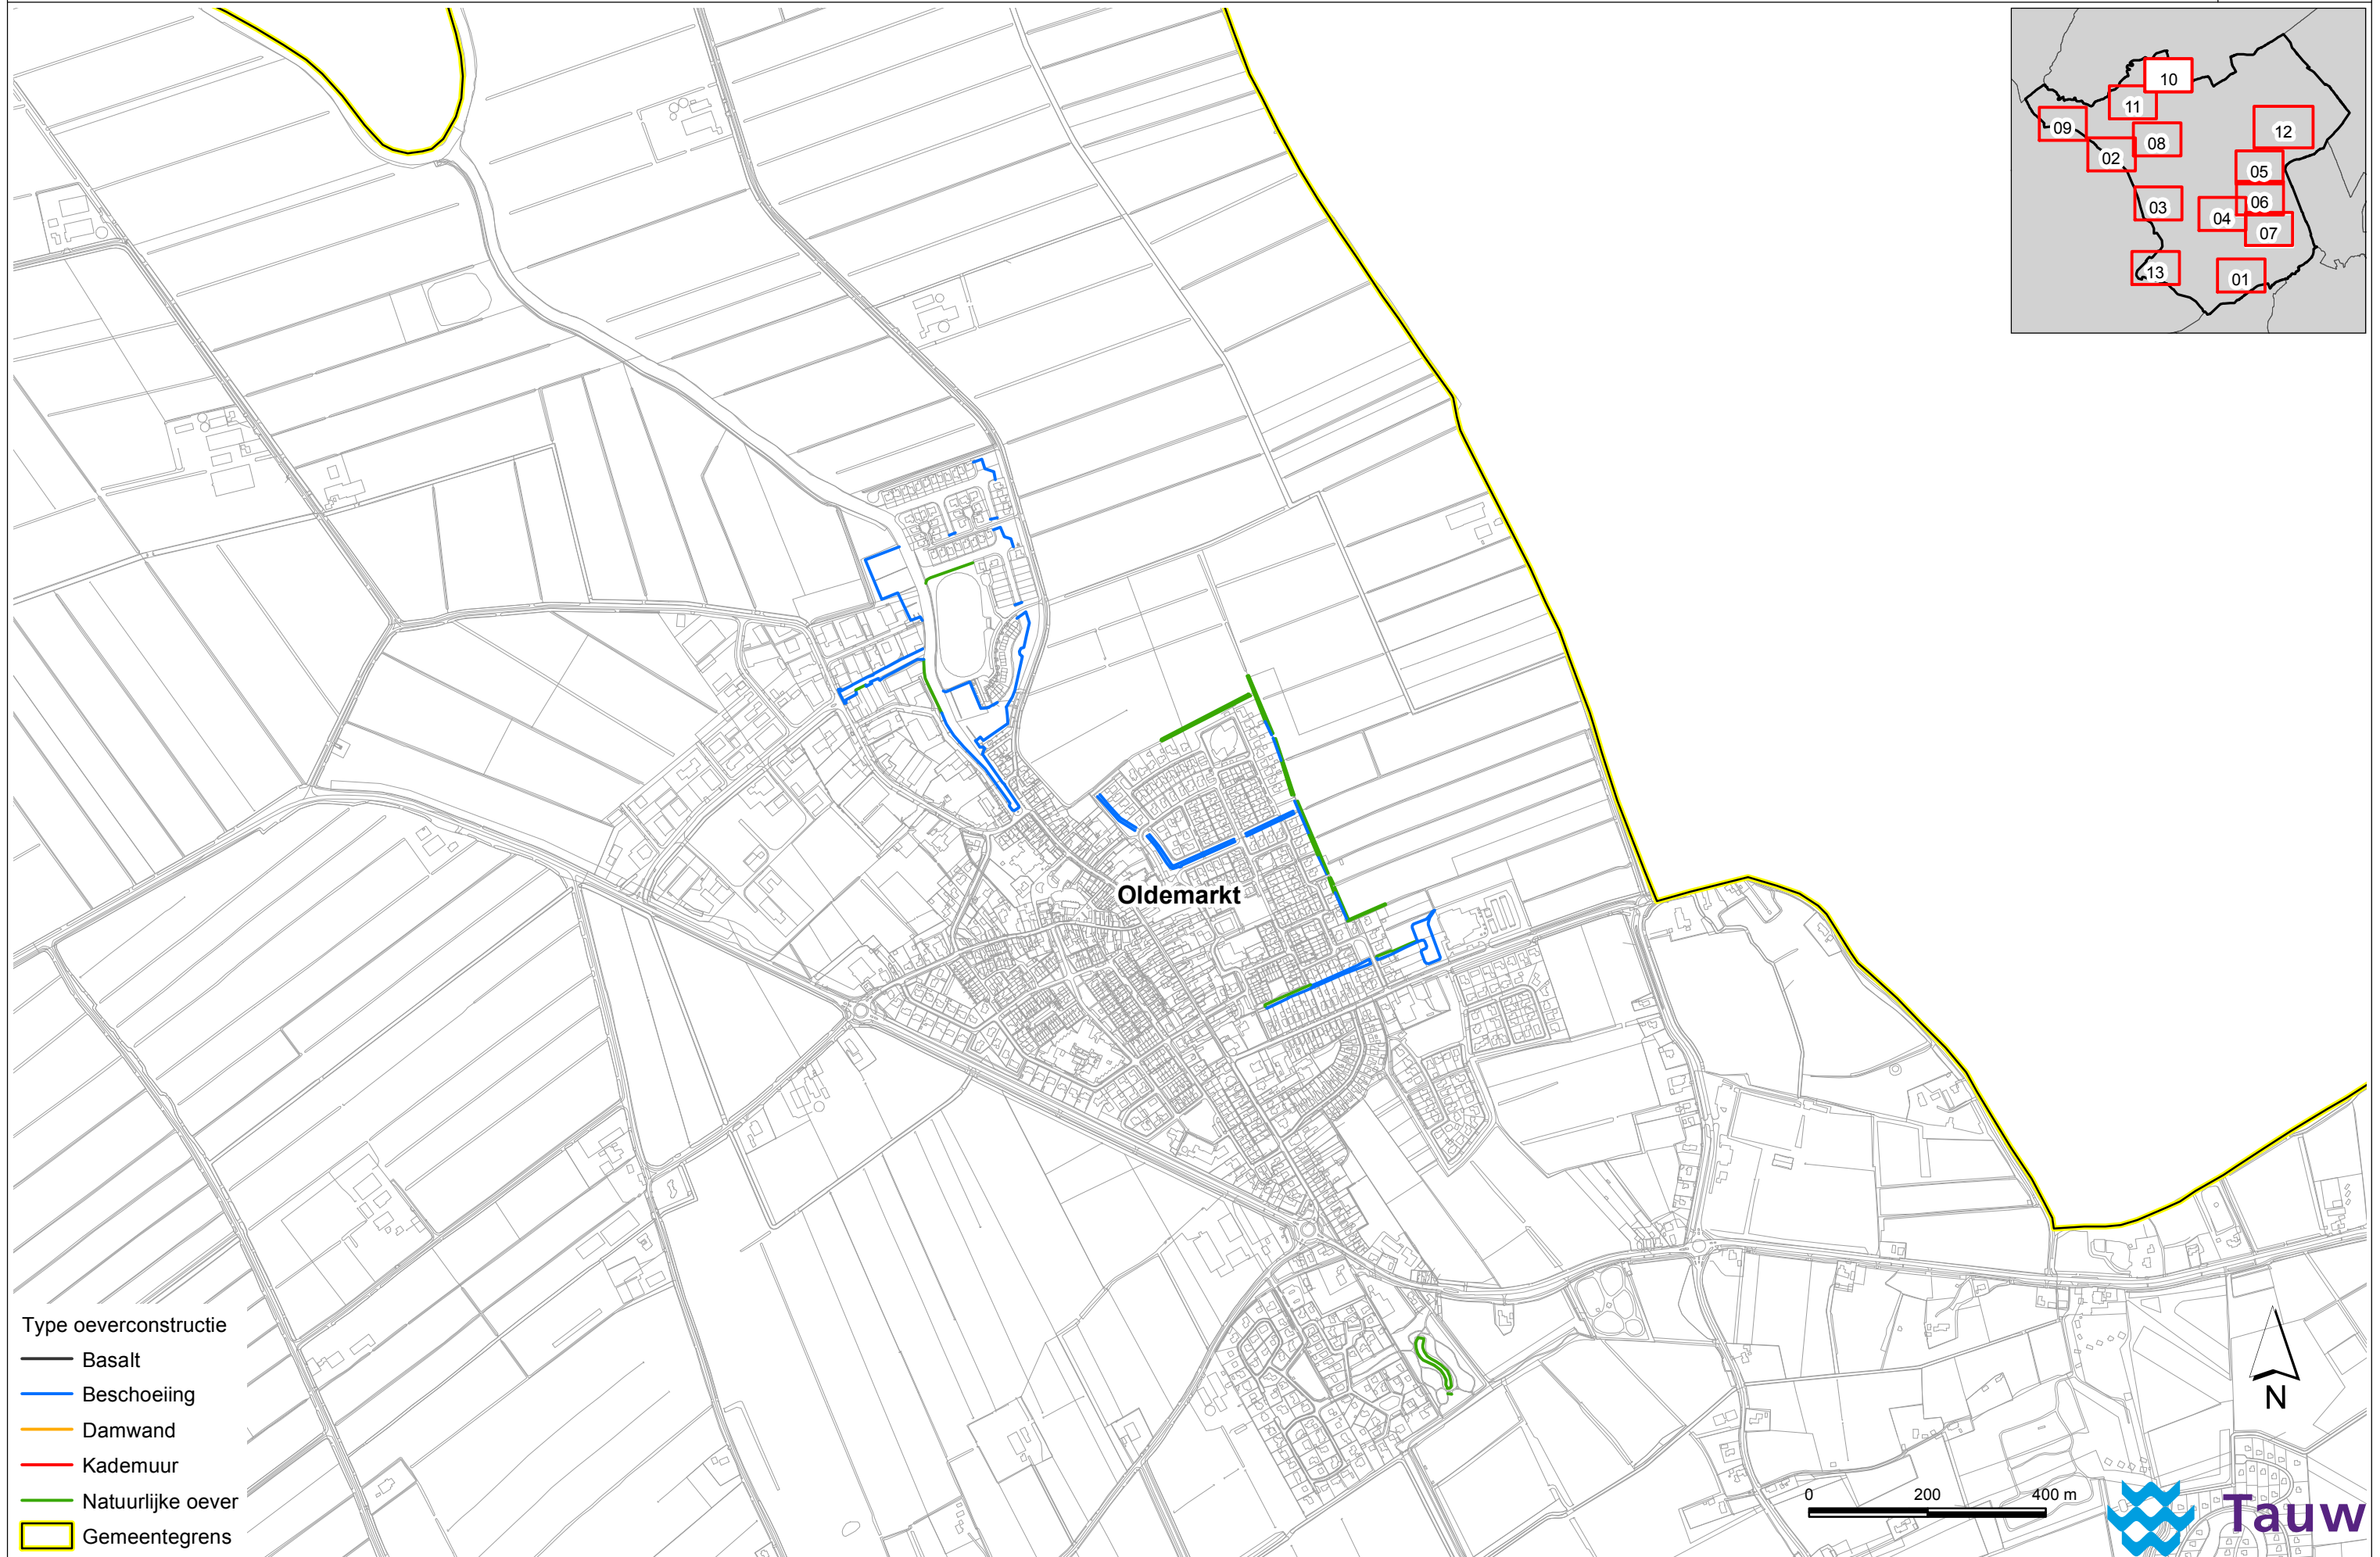 10
11
09
12
08
02
05
06
03
04
07
13
01
Oldemarkt
Type oeverconstructie
Basalt
Beschoeiing
Damwand
Kademuur
Natuurlijke oever
Gemeentegrens
N
0 200 400 m
Tauw